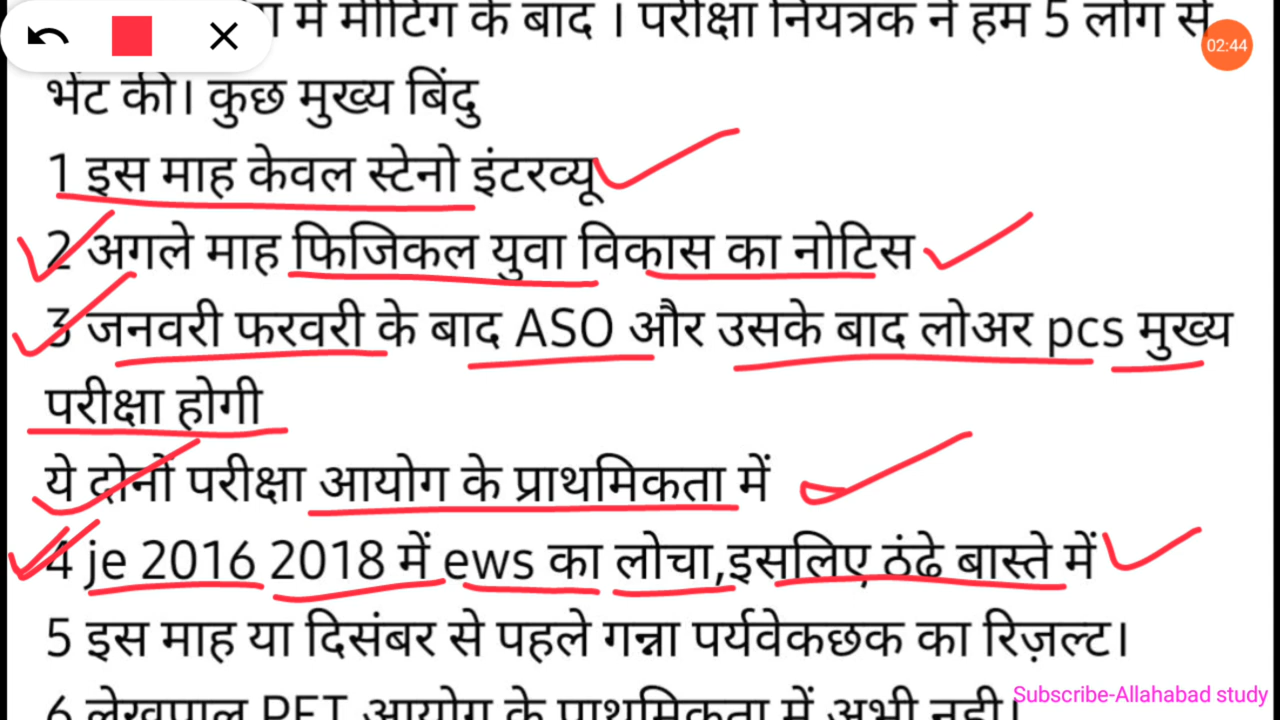 में मीटिंग के बाद । परीक्षा नियंत्रक ने हम 5 लोग से
02:44
भेंट की। कुछ मुख्य बिंदु
1 इस माह केवल स्टेनो इंटरव्यू
2 अगले माह फिजिकल युवा विकास का नोटिस
3 जनवरी फरवरी के बाद ASO और उसके बाद लोअर pcs मुख्य
परीक्षा होगी
ये दोनों परीक्षा आयोग के प्राथमिकता में
4 je 2016 2018 में ews का लोचा,इसलिए ठंढे बास्ते में
5 इस माह या दिसंबर से पहले गन्ना पर्यवेकछक का रिज़ल्ट।
6 लेखपाल PET आयोग के प्राथमिकता में अभी नही।
Subscribe-Allahabad study